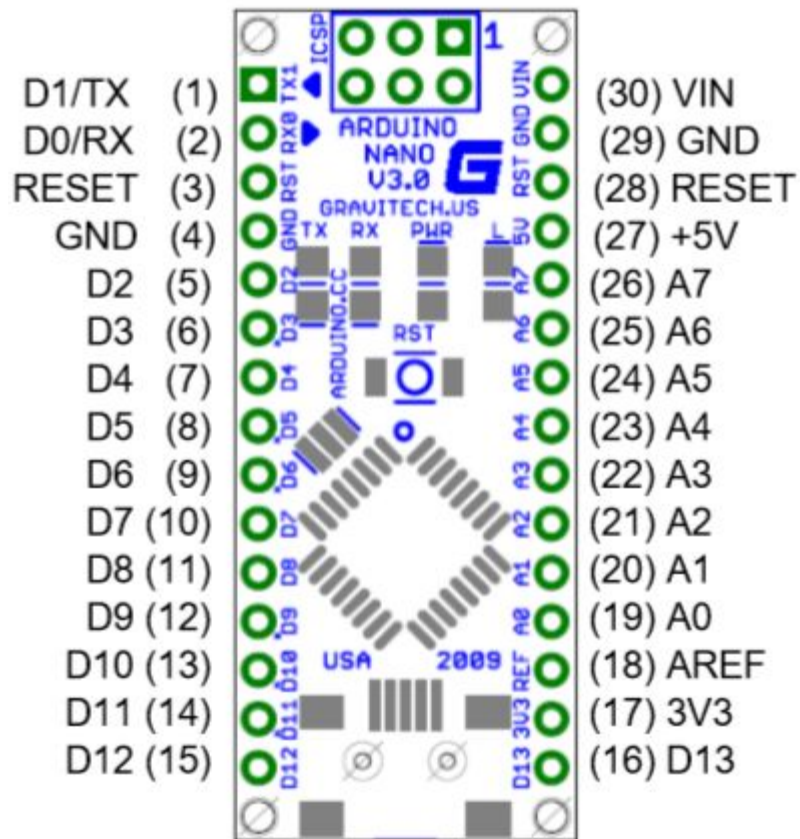 D1/TX (1)
D0/RX (2)
RESET (3)
GND (4)
D2 (5)
D3 (6)
D4 (7)
D5 (8)
D6 (9)
D7 (10)
D8 (11)
D9 (12)
D10 (13)
D11 (14)
D12 (15)
ICSP
1
TX1
RX0
RST
GND
D2
D3
D4
D5
D6
D7
D8
D9
D10
D11
D12
ARDUINO
NANO
V3.0
G
GRAVITECH.US
TX RX PWR L
ARDUINO.CC
RST
USA 2009
VIN
GND
RST
5V
A7
A6
A5
A4
A3
A2
A1
A0
REF
3V3
D13
(30) VIN
(29) GND
(28) RESET
(27) +5V
(26) A7
(25) A6
(24) A5
(23) A4
(22) A3
(21) A2
(20) A1
(19) A0
(18) AREF
(17) 3V3
(16) D13